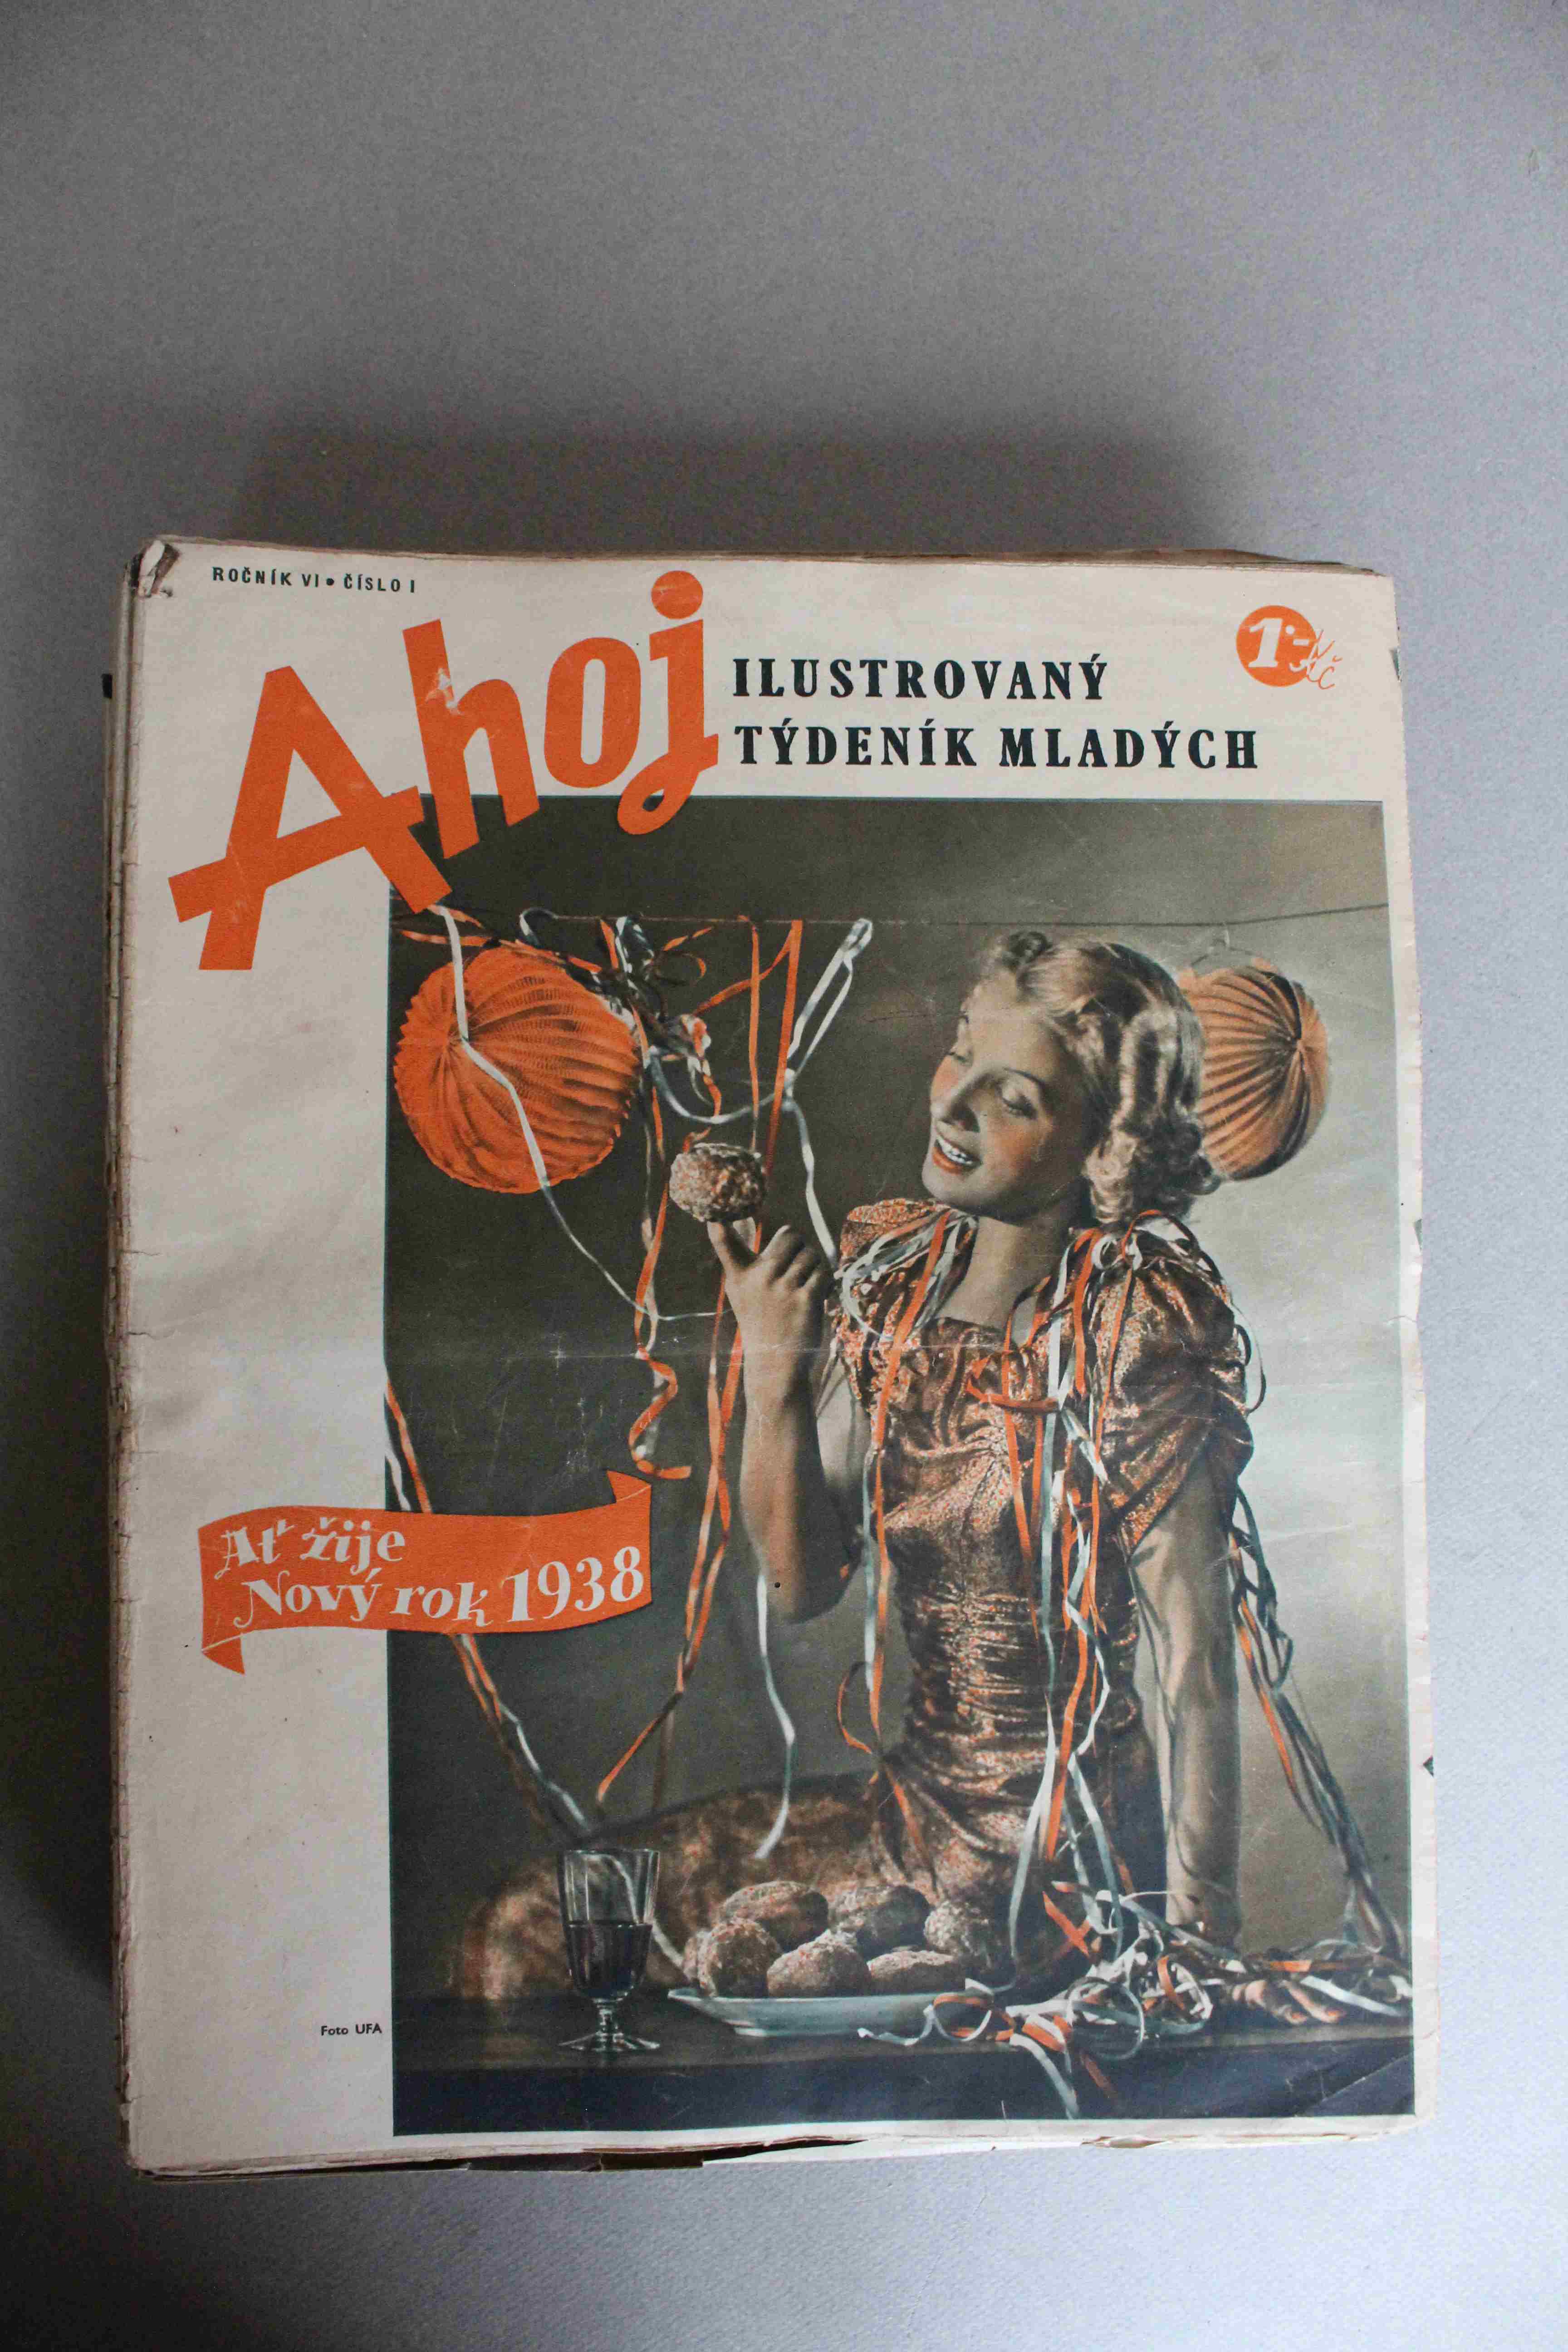 ROČNÍK VI • ČÍSLO I
Ahoj
ILUSTROVANÝ
TÝDENÍK MLADÝCH
1·- Kč
Ať žije
Nový rok 1938
Foto UFA